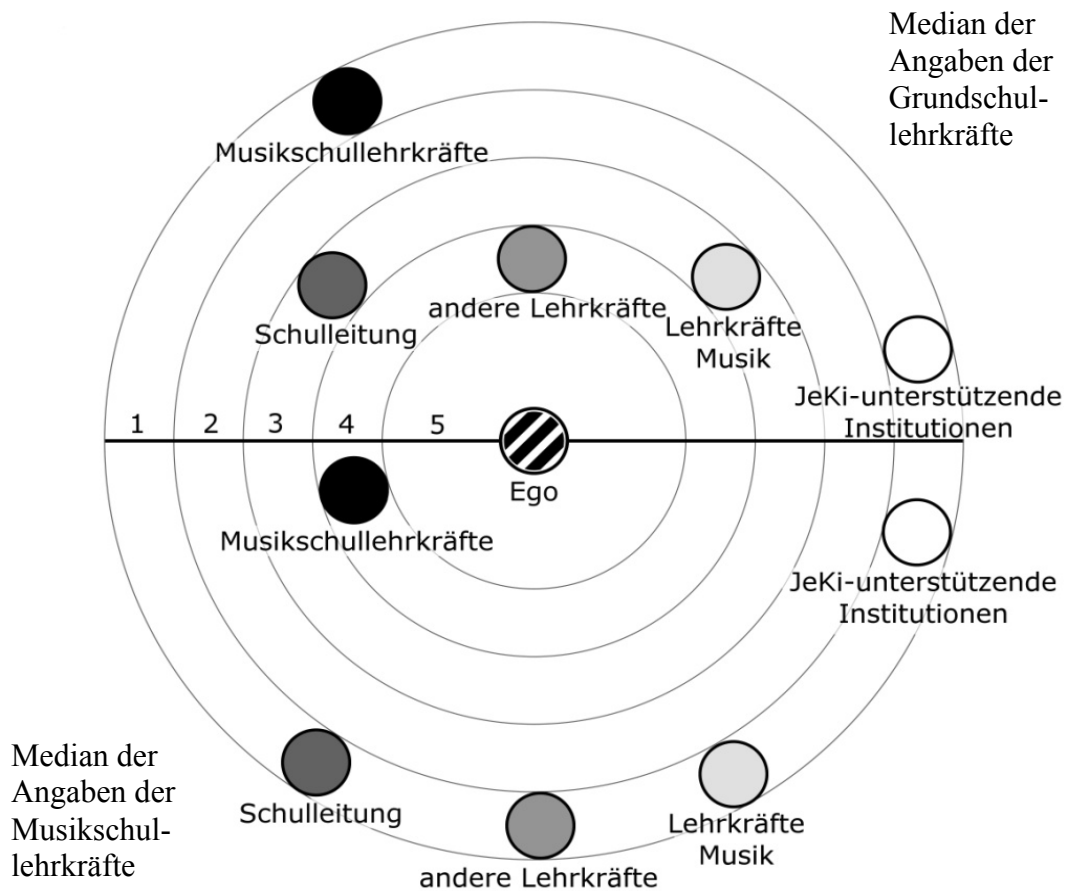 Median der
Angaben der
Grundschul-
lehrkräfte
Musikschullehrkräfte
andere Lehrkräfte
Schulleitung
Lehrkräfte
Musik
JeKi-unterstützende
Institutionen
1 2 3 4 5
Ego
Musikschullehrkräfte
JeKi-unterstützende
Institutionen
Median der
Angaben der
Musikschul-
lehrkräfte
Schulleitung
andere Lehrkräfte
Lehrkräfte
Musik